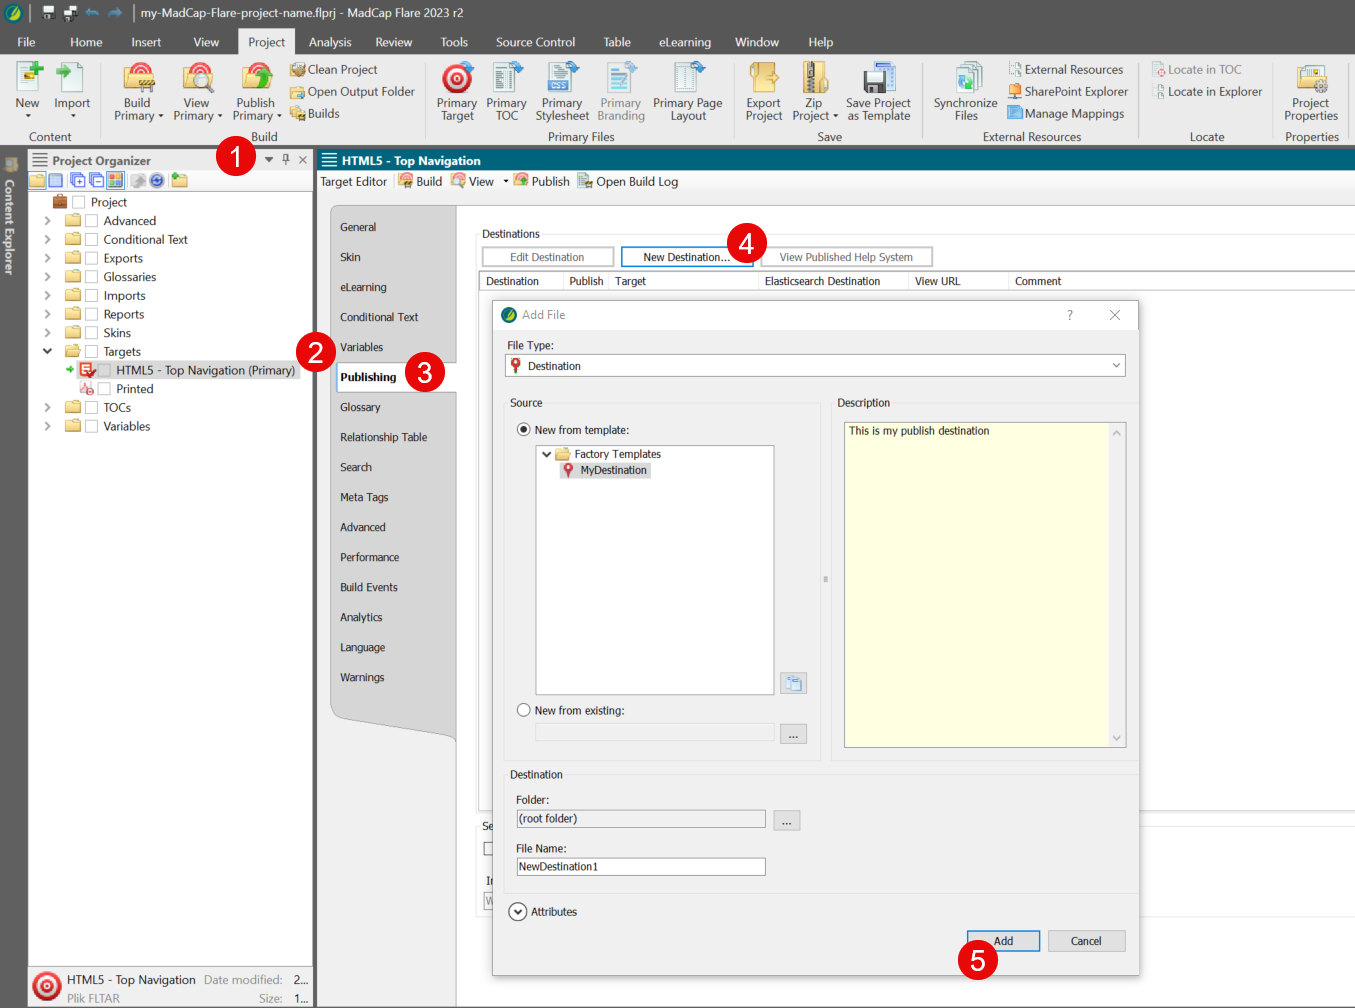 my-MadCap-Flare-project-name.flprj - MadCap Flare 2023 r2
File Home Insert View Project Analysis Review Tools Source Control Table eLearning Window Help
New Import Build Primary View Primary Publish Primary Clean Project Open Output Folder Builds Primary Target Primary TOC Primary Stylesheet Primary Branding Primary Page Layout Export Project Zip Project Save Project as Template Synchronize Files External Resources SharePoint Explorer Manage Mappings Locate in TOC Locate in Explorer Project Properties
Content Build Primary Files Save External Resources Locate Properties
Content Explorer
Project Organizer
1
Project
Advanced
Conditional Text
Exports
Glossaries
Imports
Reports
Skins
Targets
2
HTML5 - Top Navigation (Primary)
Printed
TOCs
Variables
HTML5 - Top Navigation Date modified: 2...
Plik FLTAR Size: 1...
HTML5 - Top Navigation
Target Editor Build View Publish Open Build Log
General
Skin
eLearning
Conditional Text
Variables
Publishing
3
Glossary
Relationship Table
Search
Meta Tags
Advanced
Performance
Build Events
Analytics
Language
Warnings
Destinations
4
Edit Destination New Destination... View Published Help System
Destination Publish Target Elasticsearch Destination View URL Comment
Add File ?
File Type:
Destination
Source
New from template:
Factory Templates
MyDestination
New from existing:
...
Description
This is my publish destination
Destination
Folder:
(root folder) ...
File Name:
NewDestination1
Attributes
Add Cancel
5